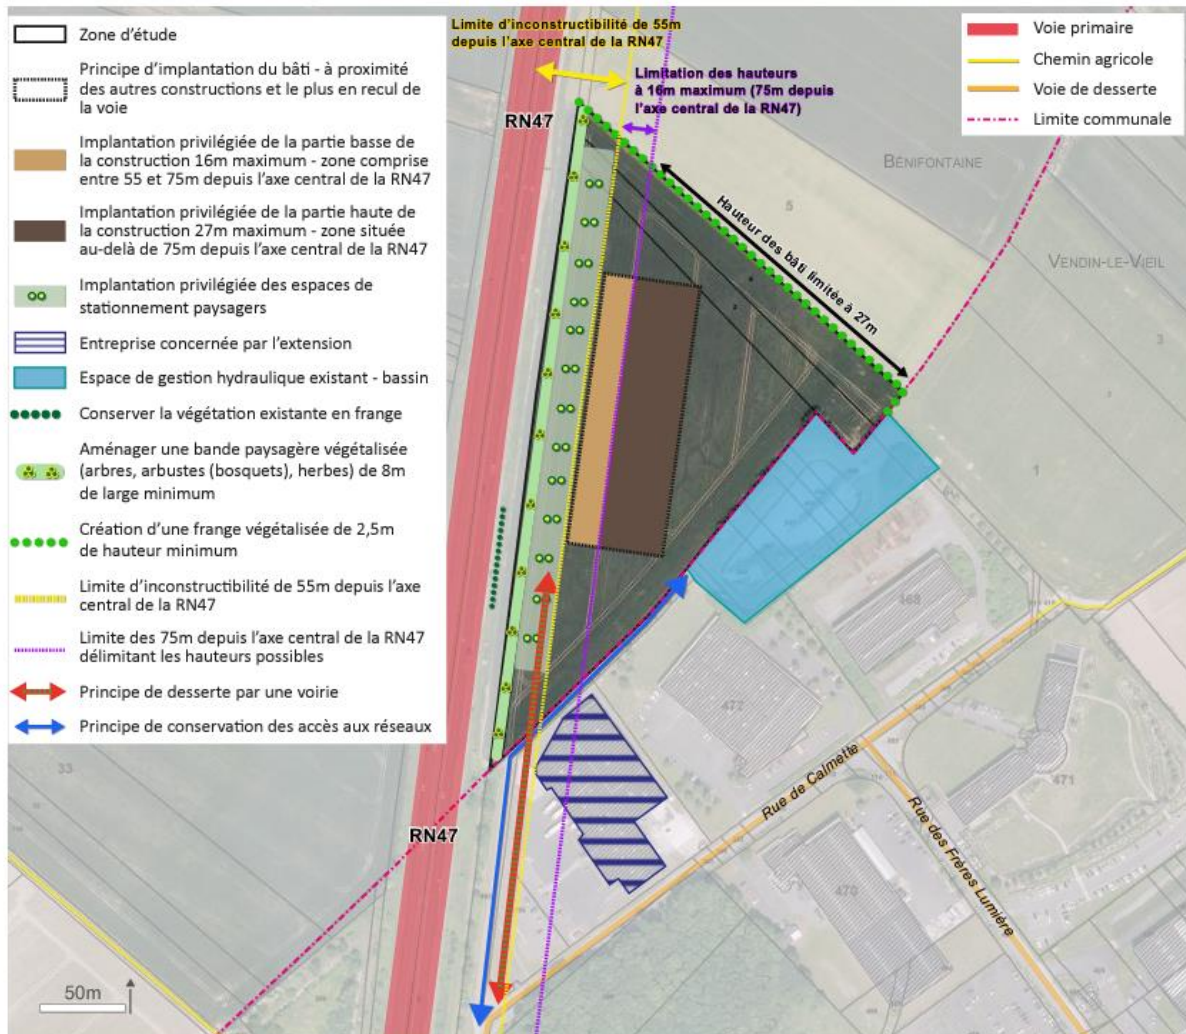 Zone d'étude
Principe d'implantation du bâti - à proximité
des autres constructions et le plus en recul de
la voie
Implantation privilégiée de la partie basse de
la construction 16m maximum - zone comprise
entre 55 et 75m depuis l'axe central de la RN47
Implantation privilégiée de la partie haute de
la construction 27m maximum - zone située
au-delà de 75m depuis l'axe central de la RN47
Implantation privilégiée des espaces de
stationnement paysagers
Entreprise concernée par l'extension
Espace de gestion hydraulique existant - bassin
Conserver la végétation existante en frange
Aménager une bande paysagère végétalisée
(arbres, arbustes (bosquets), herbes) de 8m
de large minimum
Création d'une frange végétalisée de 2,5m
de hauteur minimum
Limite d'inconstructibilité de 55m depuis l'axe
central de la RN47
Limite des 75m depuis l'axe central de la RN47
délimitant les hauteurs possibles
Principe de desserte par une voirie
Principe de conservation des accès aux réseaux
Limite d'inconstructibilité de 55m
depuis l'axe central de la RN47
Limitation des hauteurs
à 16m maximum (75m depuis
l'axe central de la RN47)
Voie primaire
Chemin agricole
Voie de desserte
Limite communale
RN47
BÉNIFONTAINE
5
Hauteur des bâti limitée à 27m
VENDIN-LE-VIEIL
3
1
368
472
471
Rue de Calmette
Rue des Frères Lumière
470
33
RN47
50m